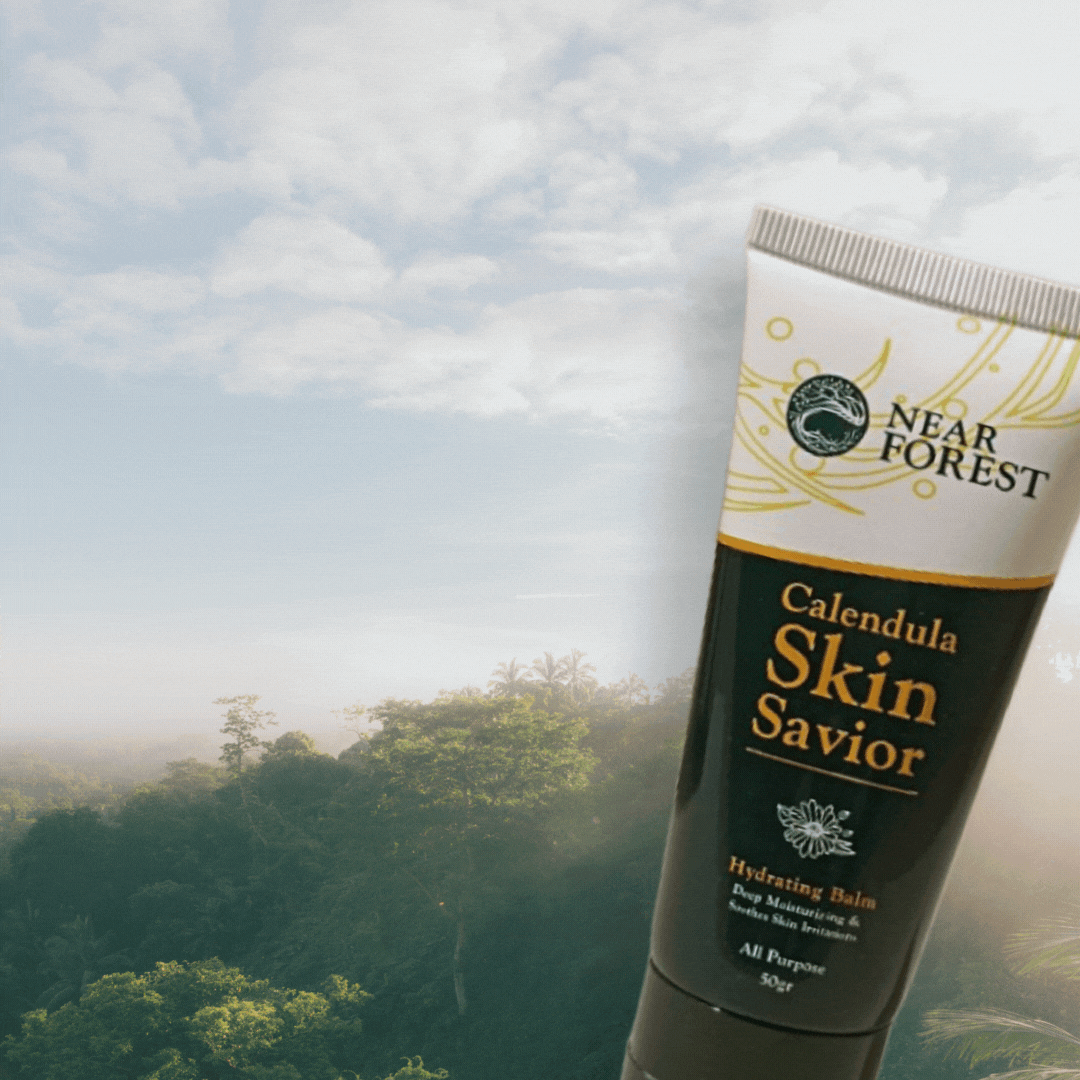 NEAR
FOREST
Calendula
Skin
Savior
Hydrating Balm
Deep Moisturizing &
Soothes Skin Irritations
All Purpose
50gr